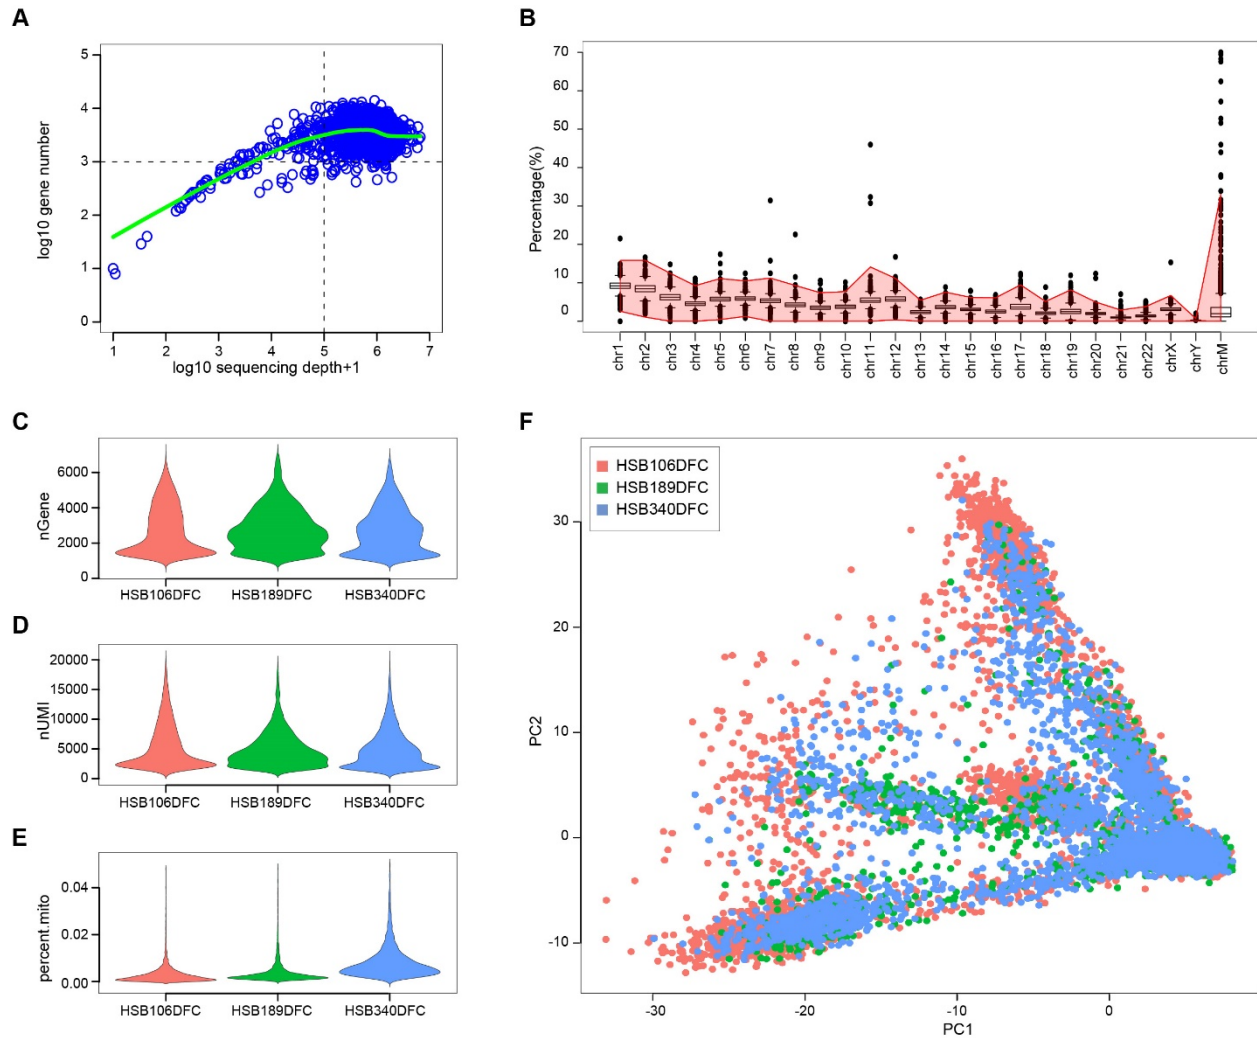 A
log10 gene number
5
4
3
2
1
0
1 2 3 4 5 6 7
log10 sequencing depth+1
B
Percentage(%)
70
60
50
40
30
20
10
0
chr1 chr2 chr3 chr4 chr5 chr6 chr7 chr8 chr9 chr10 chr11 chr12 chr13 chr14 chr15 chr16 chr17 chr18 chr19 chr20 chr21 chr22 chrX chrY chrM
C
nGene
6000
4000
2000
0
HSB106DFC HSB189DFC HSB340DFC
D
nUMI
20000
15000
10000
5000
0
HSB106DFC HSB189DFC HSB340DFC
E
percent.mito
0.04
0.02
0.00
HSB106DFC HSB189DFC HSB340DFC
F
HSB106DFC
HSB189DFC
HSB340DFC
PC2
30
20
10
0
-10
-30 -20 -10 0
PC1